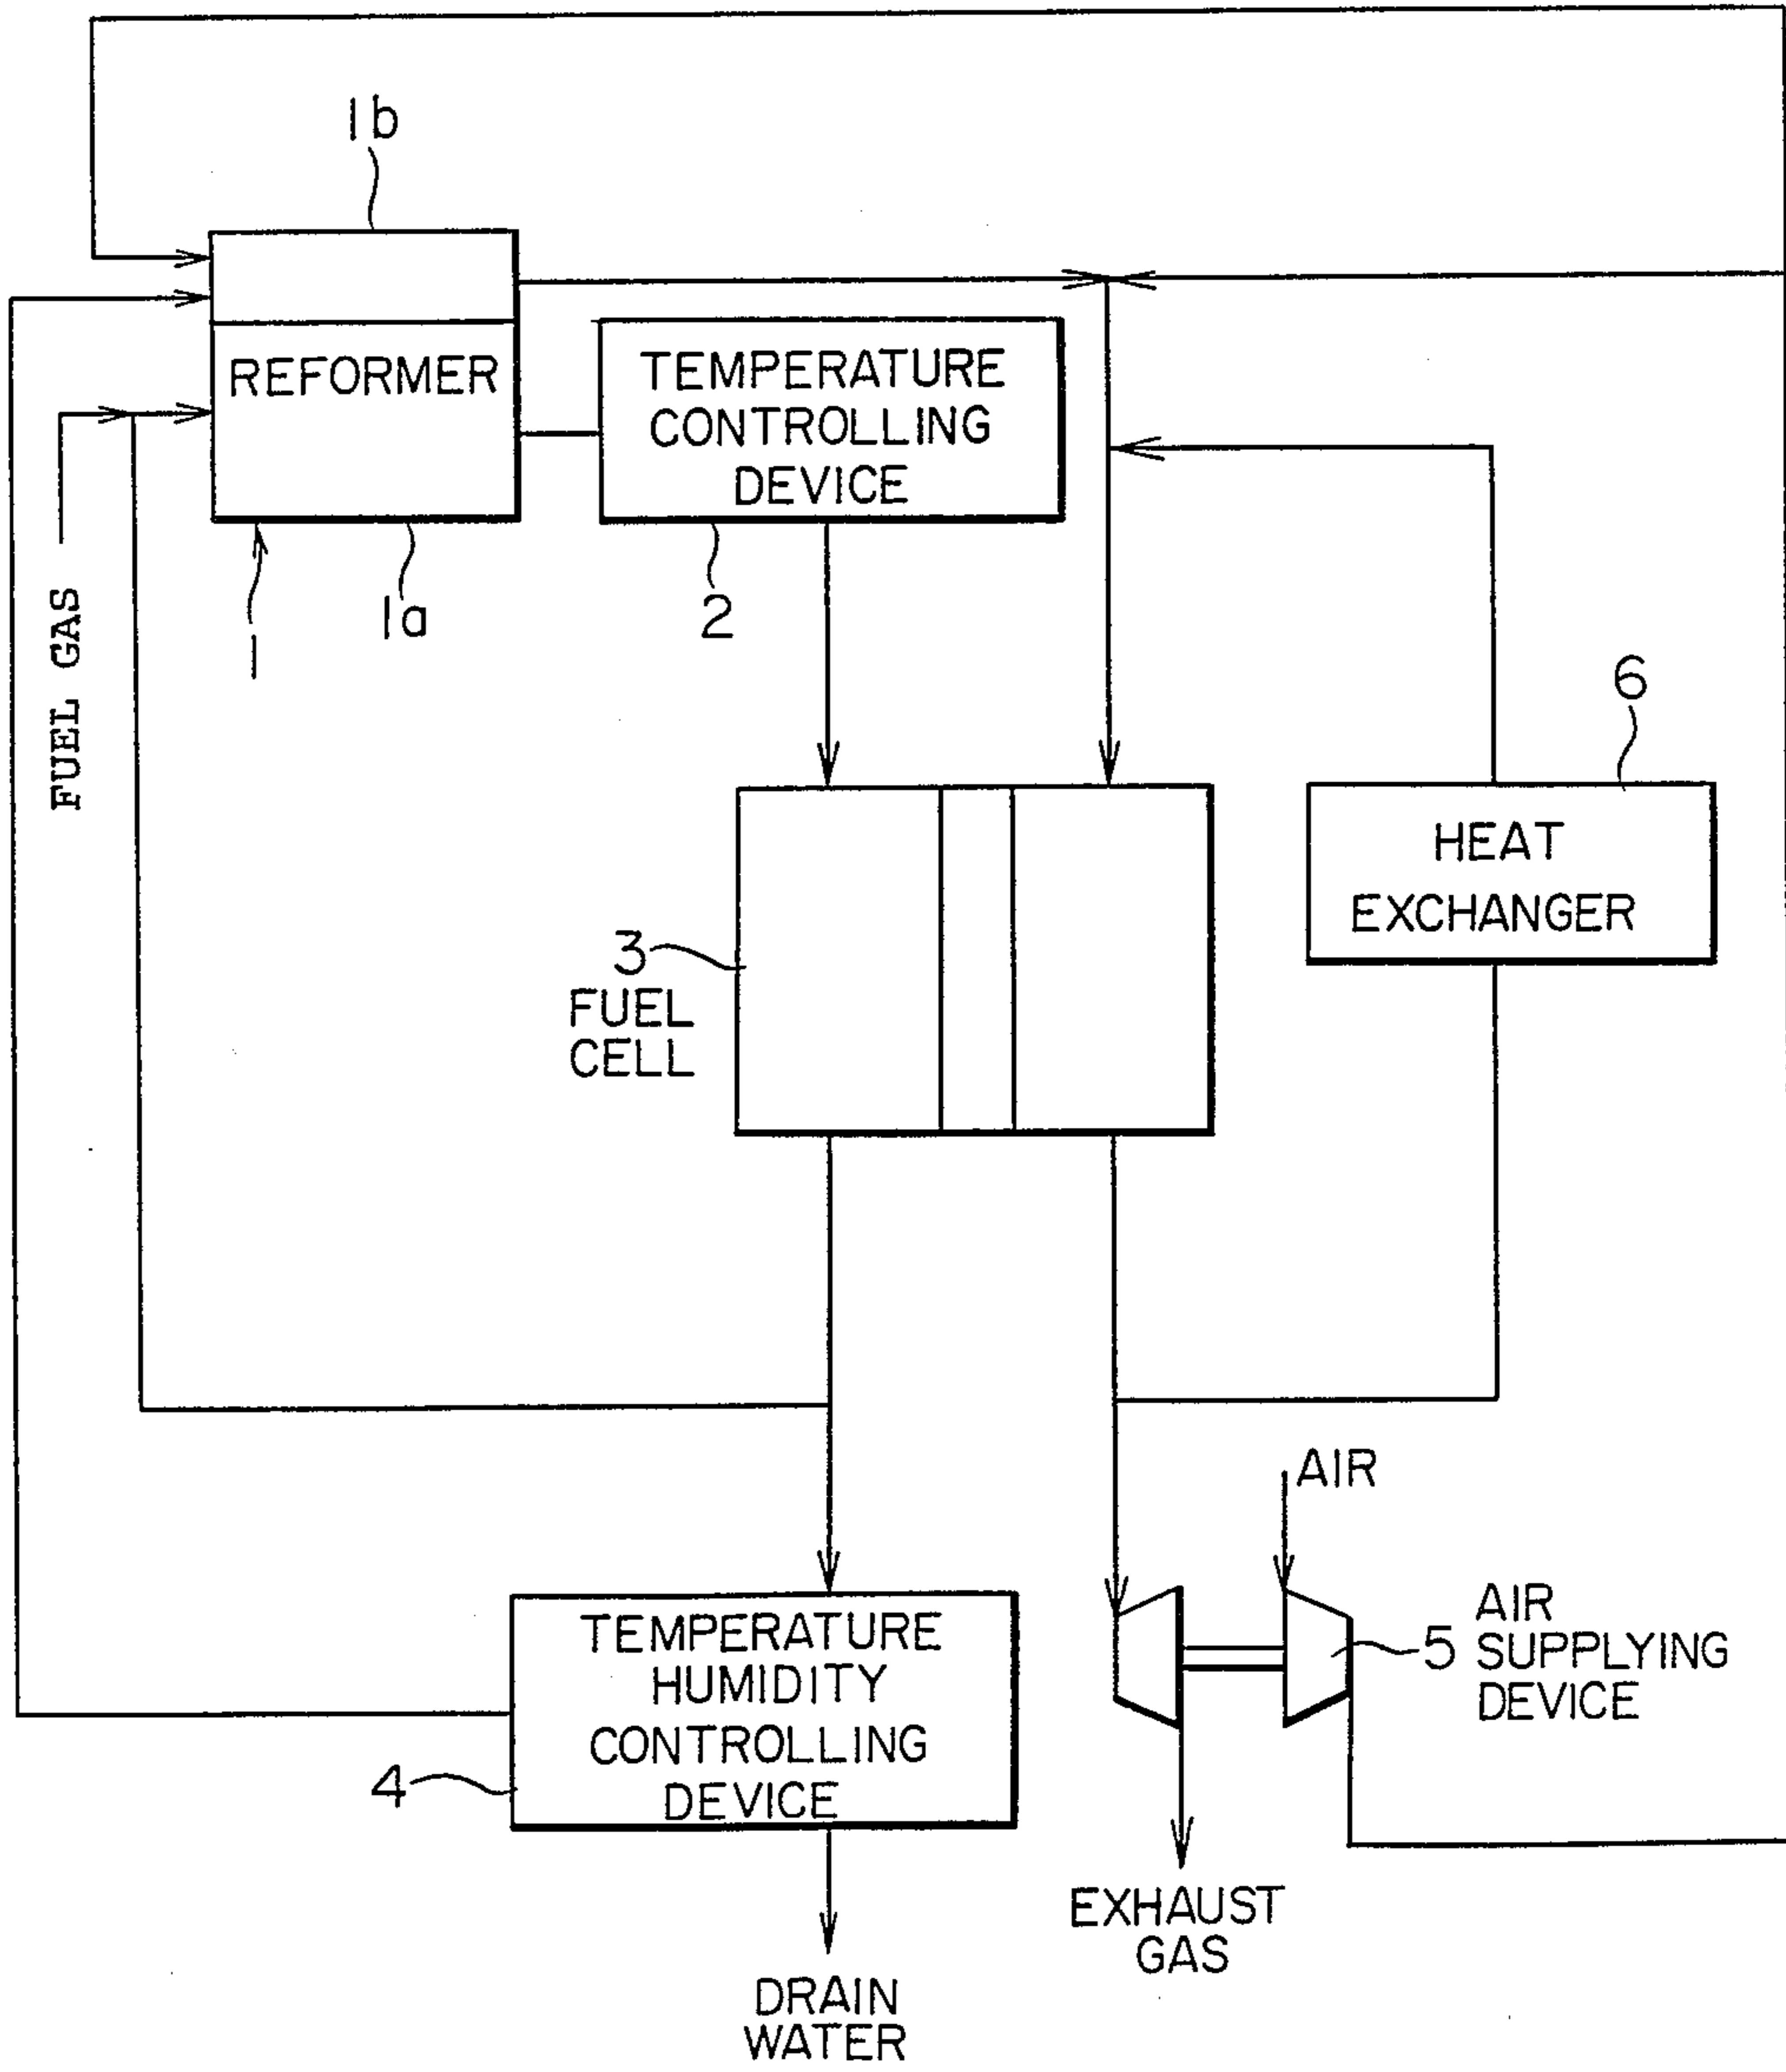 1b
REFORMER
TEMPERATURE
CONTROLLING
DEVICE
FUEL GAS
1
1a
2
6
HEAT
EXCHANGER
3
FUEL
CELL
AIR
TEMPERATURE
HUMIDITY
CONTROLLING
DEVICE
4
5
AIR
SUPPLYING
DEVICE
EXHAUST
GAS
DRAIN
WATER